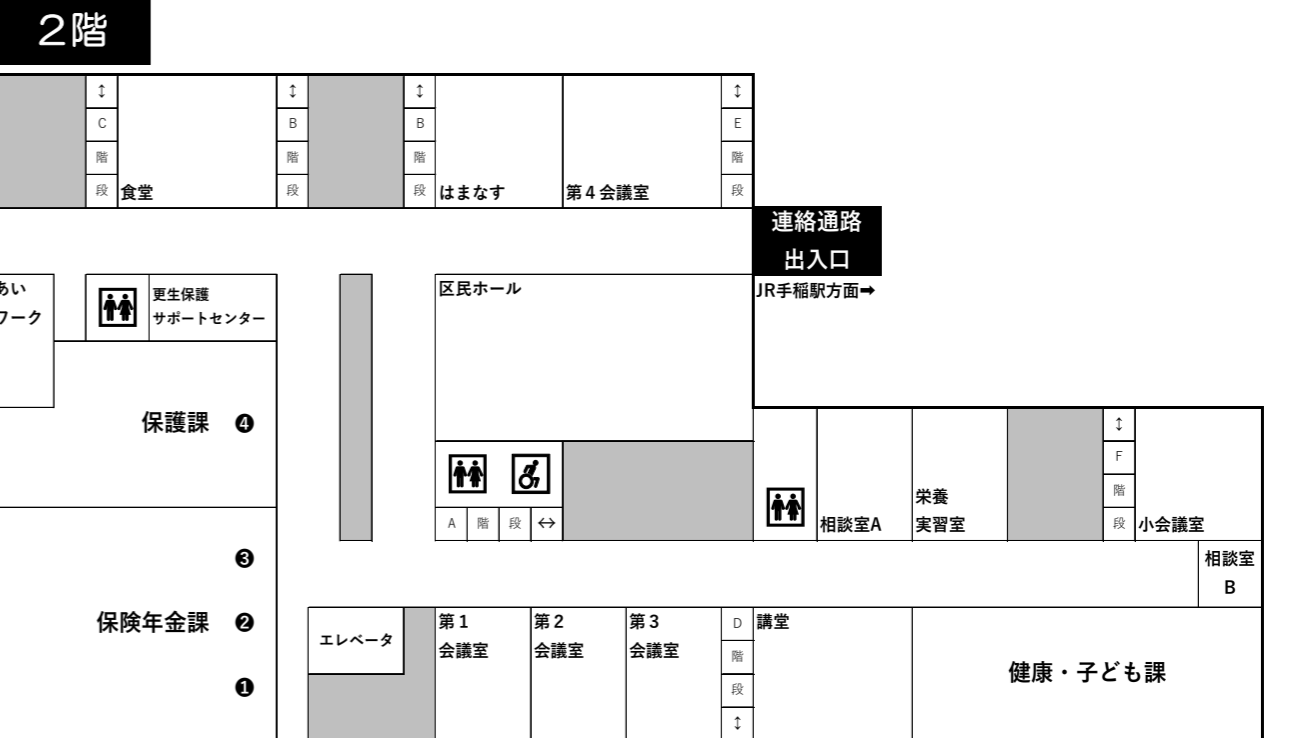 ２階
↕
C
階
段
食堂
↕
B
階
段
↕
B
階
段
はまなす
第４会議室
↕
E
階
段
連絡通路
出入口
JR手稲駅方面➡
あい
ワーク
更生保護
サポートセンター
区民ホール
保護課 ❹
A 階 段 ↔
相談室A
栄養
実習室
↕
F
階
段
小会議室
相談室
B
❸
保険年金課 ❷
❶
エレベータ
第１
会議室
第２
会議室
第３
会議室
D
階
段
↕
講堂
健康・子ども課